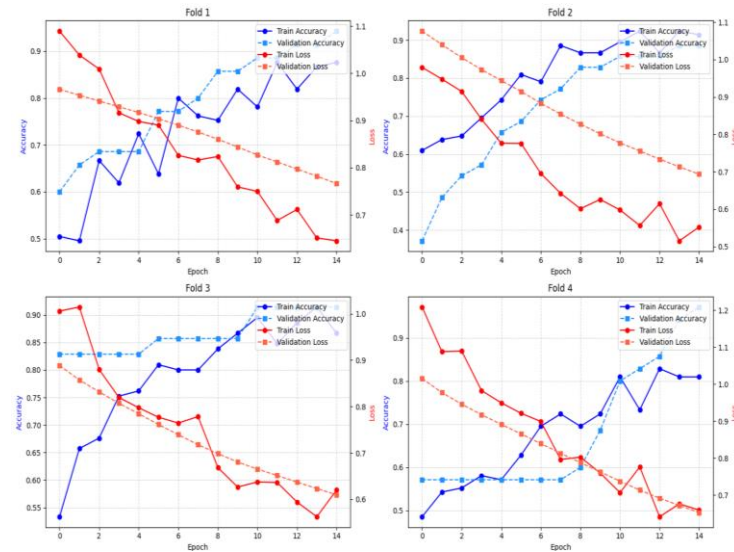 Fold 1
Train Accuracy
Validation Accuracy
Train Loss
Validation Loss
Accuracy
0.9
0.8
0.7
0.6
0.5
1.1
1.0
0.9
0.8
0.7
Loss
0
2
4
6
8
10
12
14
Epoch
Fold 2
Train Accuracy
Validation Accuracy
Train Loss
Validation Loss
Accuracy
0.9
0.8
0.7
0.6
0.5
0.4
1.1
1.0
0.9
0.8
0.7
0.6
0.5
Loss
0
2
4
6
8
10
12
14
Epoch
Fold 3
Train Accuracy
Validation Accuracy
Train Loss
Validation Loss
Accuracy
0.90
0.85
0.80
0.75
0.70
0.65
0.60
0.55
1.0
0.9
0.8
0.7
0.6
Loss
0
2
4
6
8
10
12
14
Epoch
Fold 4
Train Accuracy
Validation Accuracy
Train Loss
Validation Loss
Accuracy
0.9
0.8
0.7
0.6
0.5
1.2
1.1
1.0
0.9
0.8
0.7
Loss
0
2
4
6
8
10
12
14
Epoch